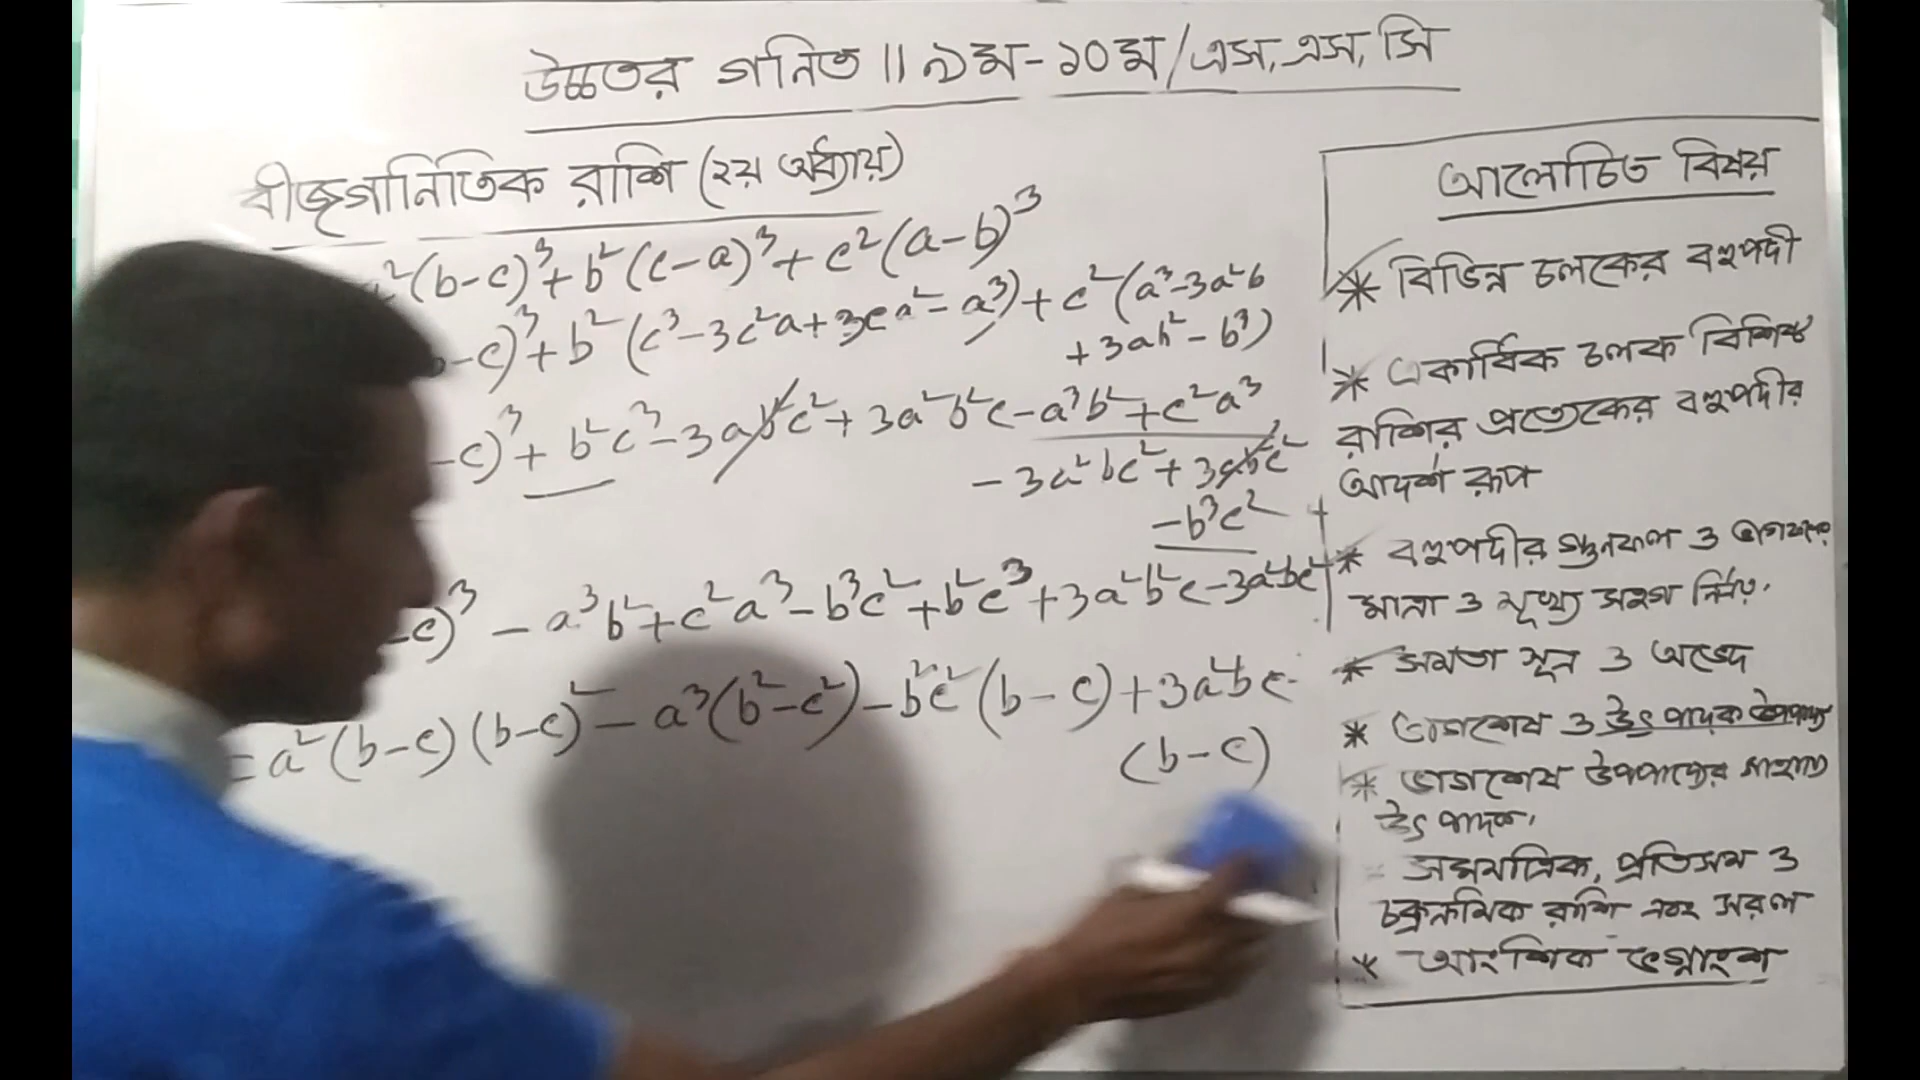 উচ্চতর গনিত || ৯ম-১০ম/এস,এস,সি
বীজগানিতিক রাশি (২য় অধ্যায়)
²(b-c)³+b²(c-a)³+c²(a-b)³
b-c)³+b²(c³-3c²a+3ca²-a³)+c²(a³-3a²b
+3ab²-b³)
-c)³+b²c³-3ab²c²+3a²b²c-a³b²+c²a³
-3a²bc²+3ab²c²
-b³c²
-c)³-a³b²+c²a³-b³c²+b²c³+3a²b²c-3a²bc²
=a²(b-c)(b-c)²-a³(b²-c²)-b²c²(b-c)+3a²bc
(b-c)
আলোচিত বিষয়
* বিভিন্ন চলকের বহুপদী
* একাধিক চলক বিশিষ্ট
রাশির প্রত্যেকের বহুপদীর
আদর্শ রূপ
* বহুপদীর গুনফল ও ভাগফলের
মাত্রা ও মূখ্য সহগ নির্নয়.
* সমতা সূত্র ও অভেদ
* ভাগশেষ ও উৎপাদক উপপাদ্য
* ভাগশেষ উপপাদ্যের সাহায্যে
উৎপাদক.
সমমাত্রিক, প্রতিসম ও
চক্রক্রমিক রাশি এবং সরল
* আংশিক ভগ্নাংশ